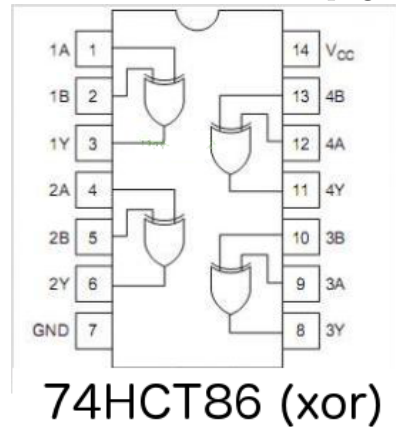 1A 1 14 VCC
1B 2 13 4B
1Y 3 12 4A
2A 4 11 4Y
2B 5 10 3B
2Y 6 9 3A
GND 7 8 3Y
74HCT86 (xor)